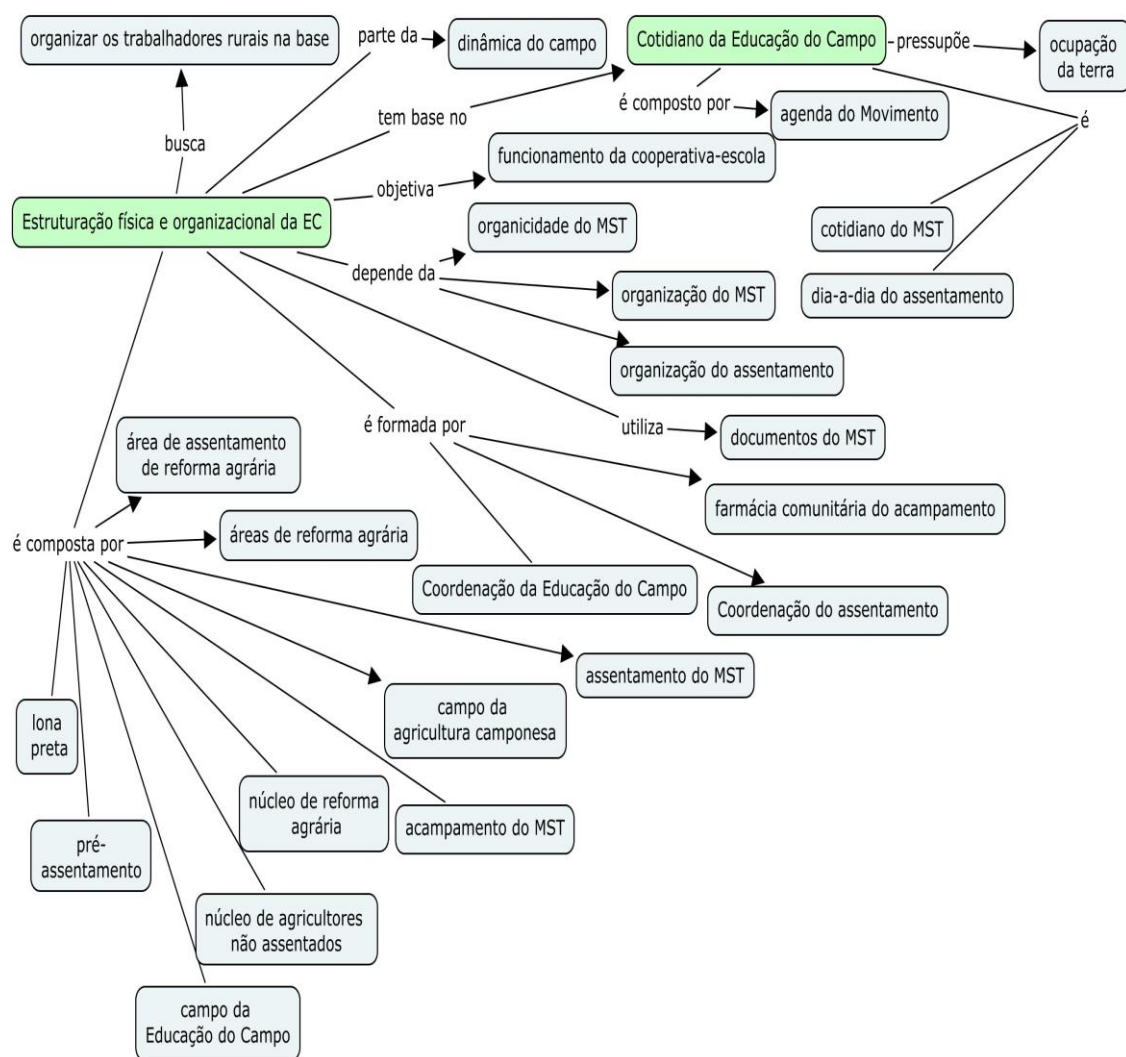 organizar os trabalhadores rurais na base
parte da
dinâmica do campo
Cotidiano da Educação do Campo
pressupõe
ocupação
da terra
é composto por
agenda do Movimento
é
tem base no
busca
funcionamento da cooperativa-escola
objetiva
Estruturação física e organizacional da EC
organicidade do MST
cotidiano do MST
depende da
organização do MST
dia-a-dia do assentamento
organização do assentamento
é formada por
utiliza
documentos do MST
área de assentamento
de reforma agrária
farmácia comunitária do acampamento
áreas de reforma agrária
é composta por
Coordenação da Educação do Campo
Coordenação do assentamento
assentamento do MST
campo da
agricultura camponesa
lona
preta
núcleo de reforma
agrária
acampamento do MST
pré-
assentamento
núcleo de agricultores
não assentados
campo da
Educação do Campo